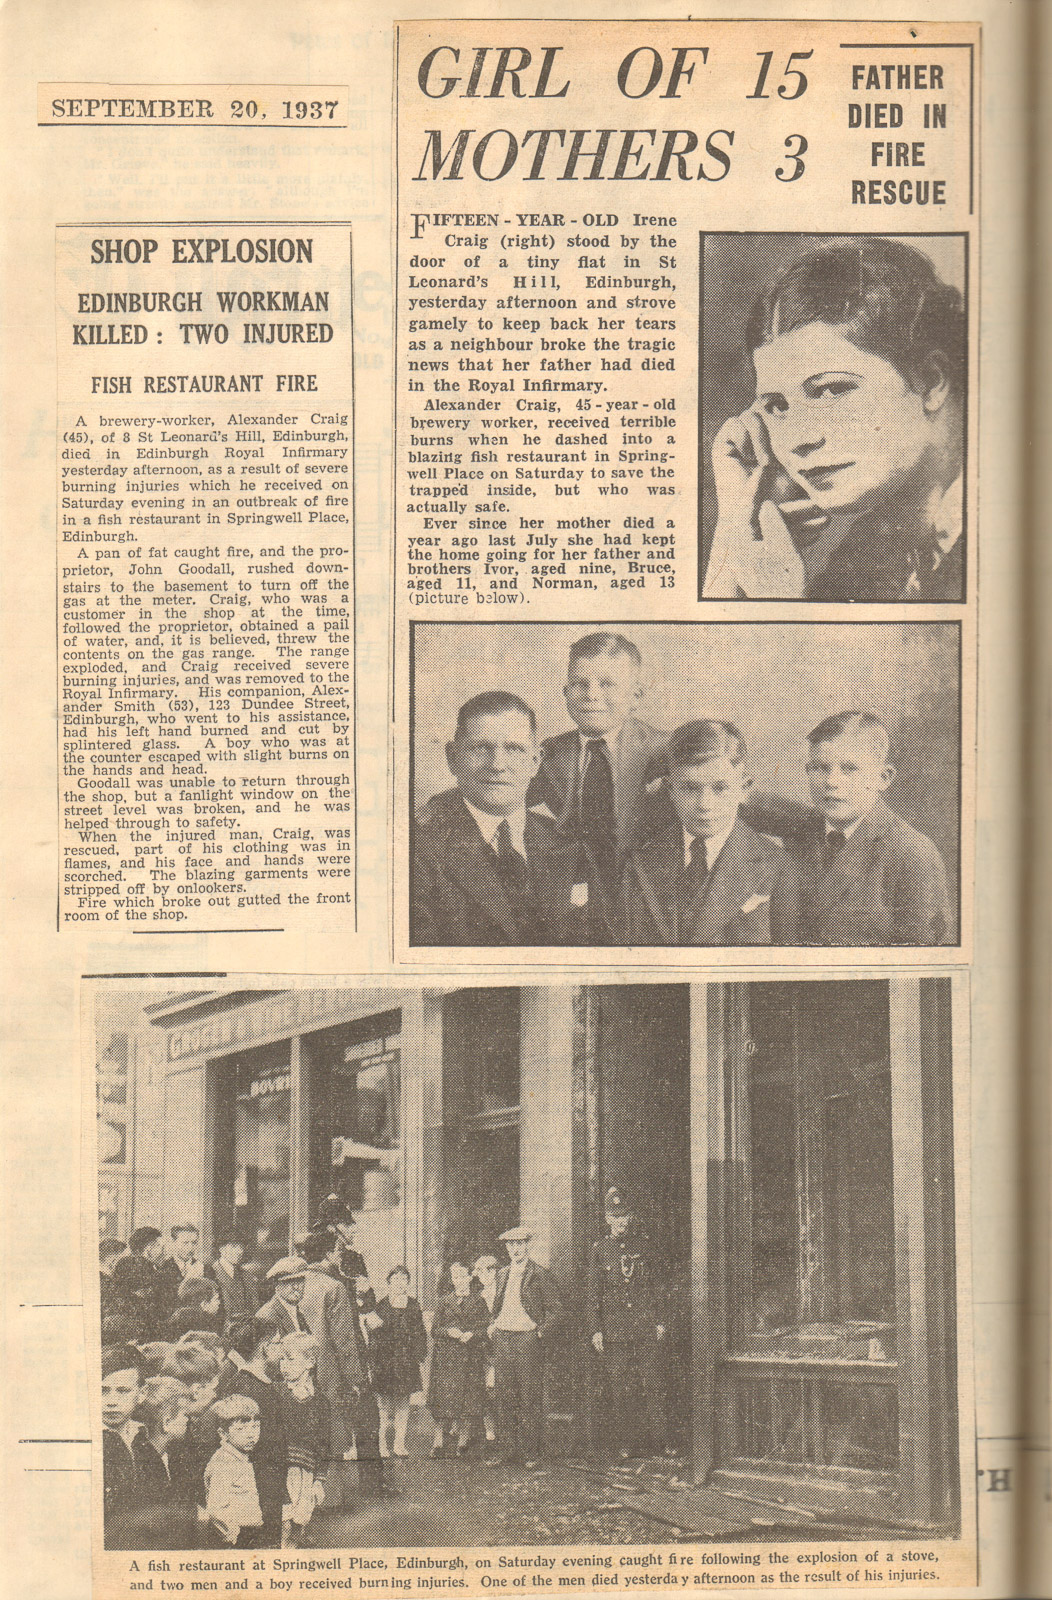 SEPTEMBER 20, 1937
SHOP EXPLOSION
EDINBURGH WORKMAN
KILLED : TWO INJURED
FISH RESTAURANT FIRE
A brewery-worker, Alexander Craig
(45), of 8 St Leonard's Hill, Edinburgh,
died in Edinburgh Royal Infirmary
yesterday afternoon, as a result of severe
burning injuries which he received on
Saturday evening in an outbreak of fire
in a fish restaurant in Springwell Place,
Edinburgh.
A pan of fat caught fire, and the pro-
prietor, John Goodall, rushed down-
stairs to the basement to turn off the
gas at the meter. Craig, who was a
customer in the shop at the time,
followed the proprietor, obtained a pail
of water, and, it is believed, threw the
contents on the gas range. The range
exploded, and Craig received severe
burning injuries, and was removed to the
Royal Infirmary. His companion, Alex-
ander Smith (53), 123 Dundee Street,
Edinburgh, who went to his assistance,
had his left hand burned and cut by
splintered glass. A boy who was at
the counter escaped with slight burns on
the hands and head.
Goodall was unable to return through
the shop, but a fanlight window on the
street level was broken, and he was
helped through to safety.
When the injured man, Craig, was
rescued, part of his clothing was in
flames, and his face and hands were
scorched. The blazing garments were
stripped off by onlookers.
Fire which broke out gutted the front
room of the shop.
GIRL OF 15
MOTHERS 3
FATHER
DIED IN
FIRE
RESCUE
FIFTEEN - YEAR - OLD Irene
Craig (right) stood by the
door of a tiny flat in St
Leonard's Hill, Edinburgh,
yesterday afternoon and strove
gamely to keep back her tears
as a neighbour broke the tragic
news that her father had died
in the Royal Infirmary.
Alexander Craig, 45-year-old
brewery worker, received terrible
burns when he dashed into a
blazing fish restaurant in Spring-
well Place on Saturday to save the
trapped inside, but who was
actually safe.
Ever since her mother died a
year ago last July she had kept
the home going for her father and
brothers Ivor, aged nine, Bruce,
aged 11, and Norman, aged 13
(picture below).
BOVRI
A fish restaurant at Springwell Place, Edinburgh, on Saturday evening caught fire following the explosion of a stove,
and two men and a boy received burning injuries. One of the men died yesterday afternoon as the result of his injuries.
H.